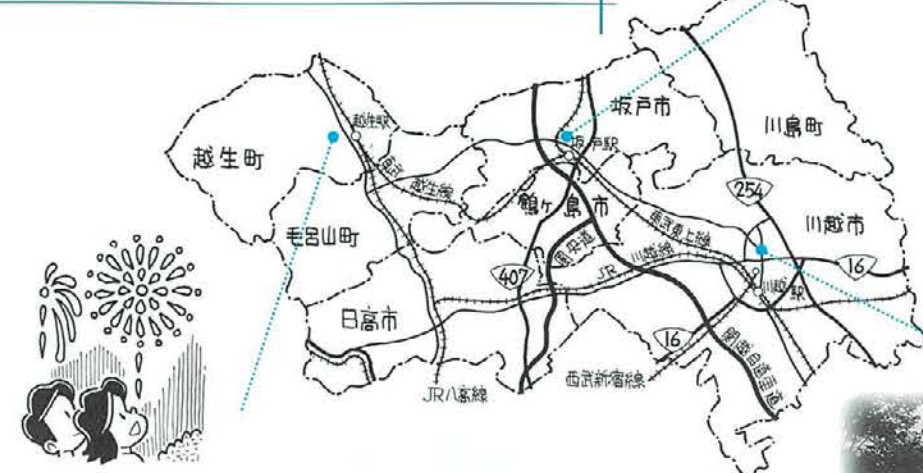 坂戸市
川島町
越生駅
坂戸駅
越生町
東武
越生線
254
鶴ヶ島市
川越市
毛呂山町
東武東上線
圏央道
407
JR
川越線
16
川越駅
日高市
16
関越自動車道
西武新宿線
JR八高線